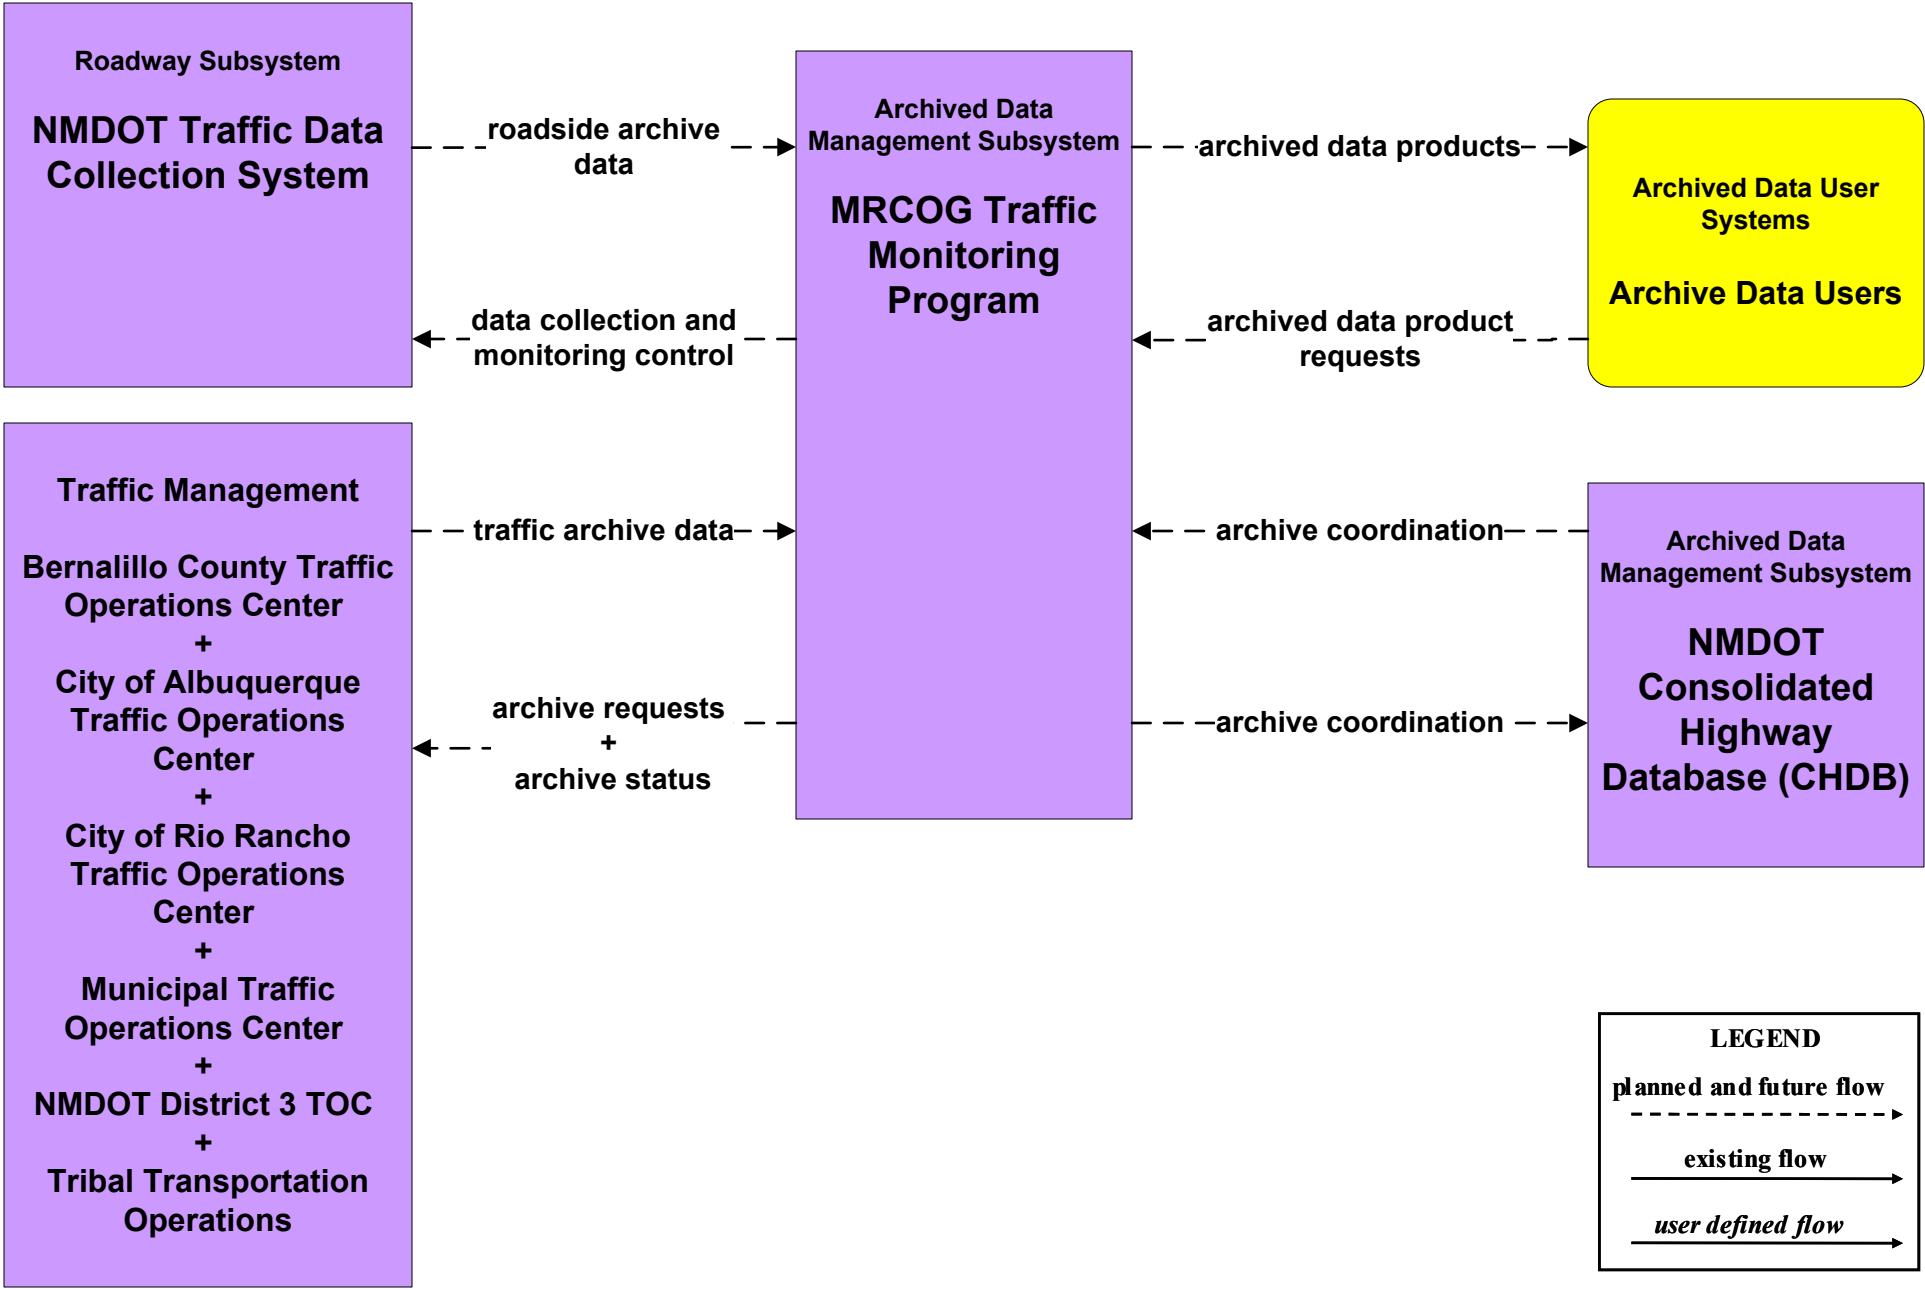 Roadway Subsystem
NMDOT Traffic Data
Collection System
roadside archive
data
data collection and
monitoring control
Archived Data
Management Subsystem
MRCOG Traffic
Monitoring
Program
archived data products
archived data product
requests
Archived Data User
Systems
Archive Data Users
Traffic Management
Bernalillo County Traffic
Operations Center
+
City of Albuquerque
Traffic Operations
Center
+
City of Rio Rancho
Traffic Operations
Center
+
Municipal Traffic
Operations Center
+
NMDOT District 3 TOC
+
Tribal Transportation
Operations
traffic archive data
archive requests
+
archive status
archive coordination
archive coordination
Archived Data
Management Subsystem
NMDOT
Consolidated
Highway
Database (CHDB)
LEGEND
planned and future flow
existing flow
user defined flow